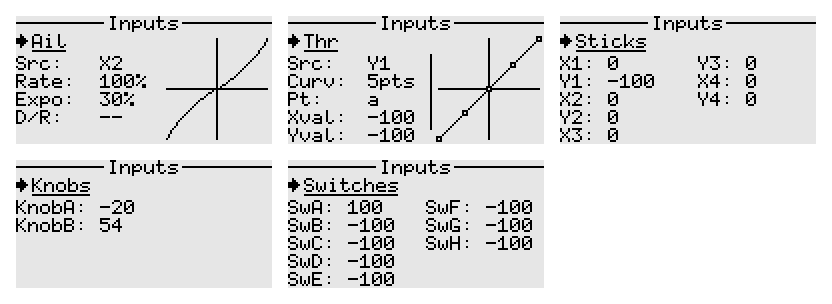 Inputs
Ail
Src: X2
Rate: 100%
Expo: 30%
D/R: --
Inputs
Thr
Src: Y1
Curv: 5pts
Pt: a
Xval: -100
Yval: -100
Inputs
Sticks
X1: 0 Y3: 0
Y1: -100 X4: 0
X2: 0 Y4: 0
Y2: 0
X3: 0
Inputs
Knobs
KnobA: -20
KnobB: 54
Inputs
Switches
SwA: 100 SwF: -100
SwB: -100 SwG: -100
SwC: -100 SwH: -100
SwD: -100
SwE: -100